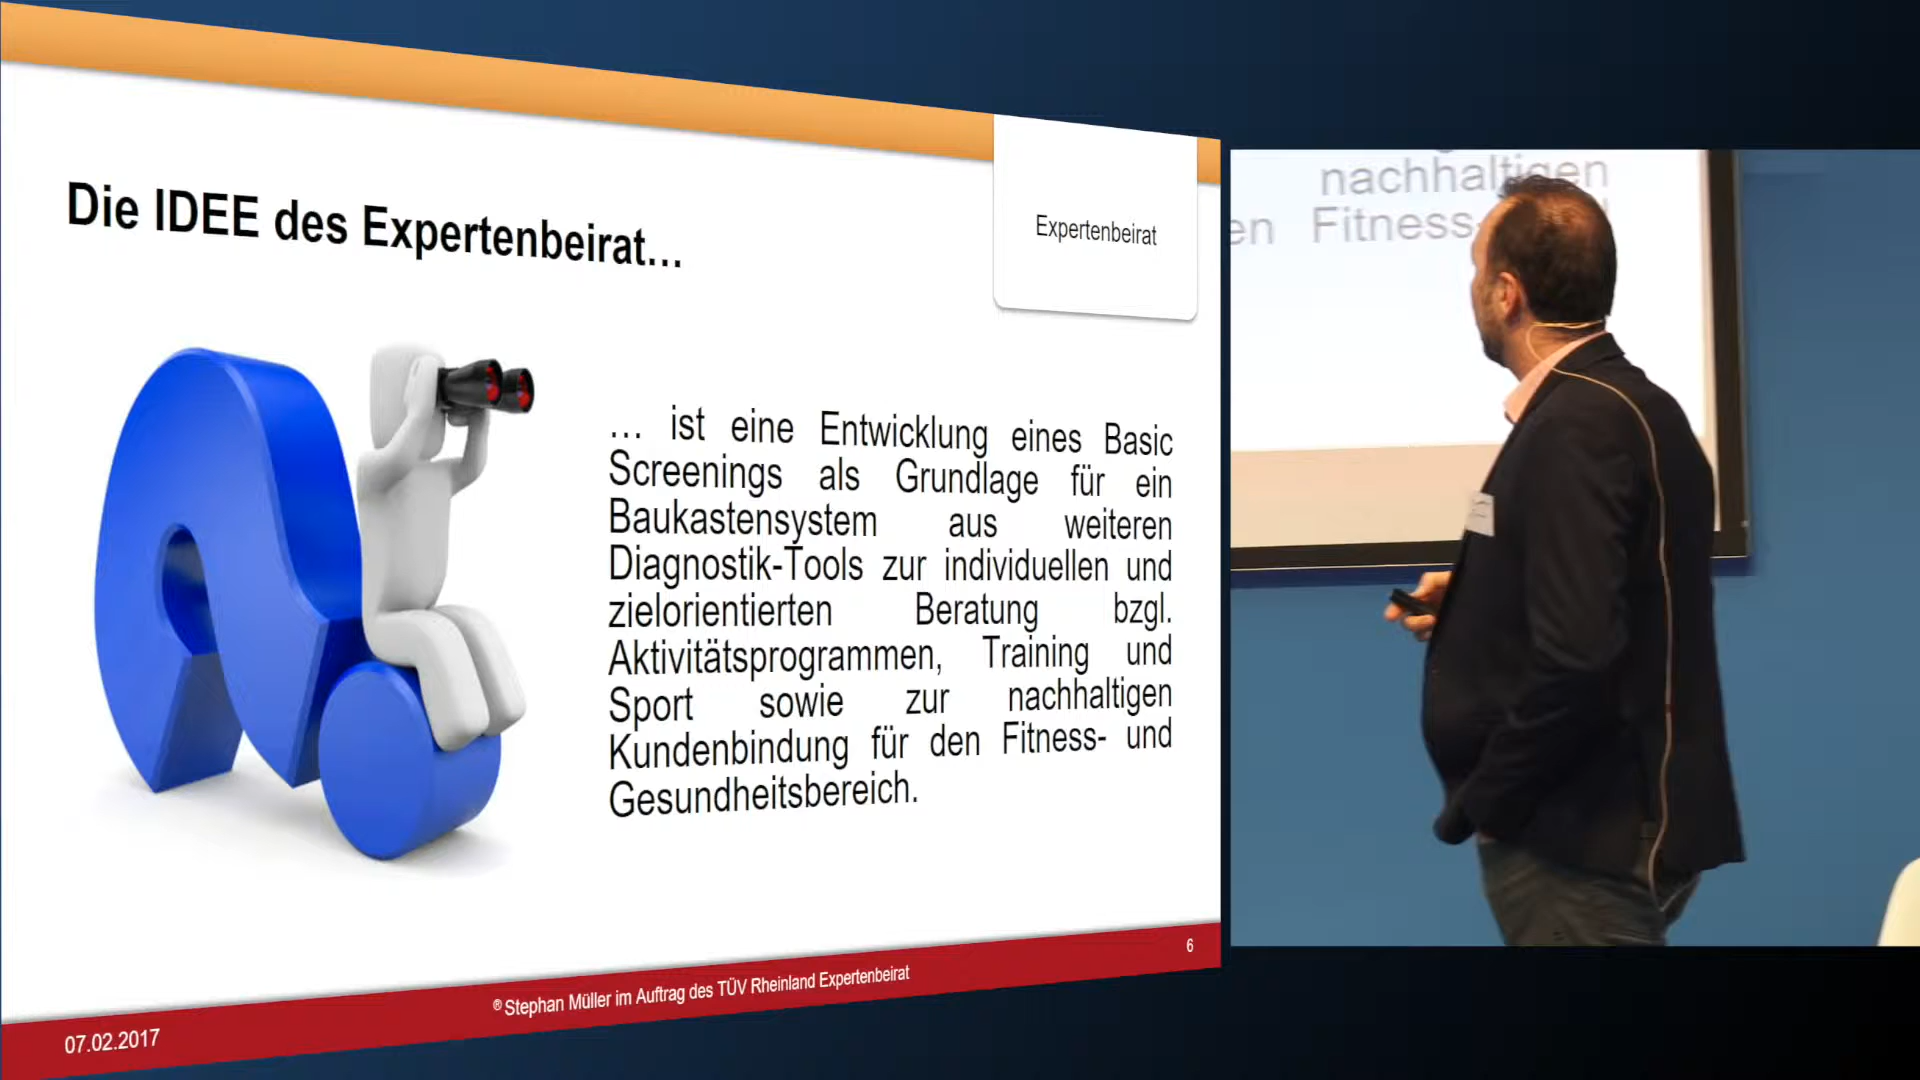 Die IDEE des Expertenbeirat...
Expertenbeirat
... ist eine Entwicklung eines Basic
Screenings als Grundlage für ein
Baukastensystem aus weiteren
Diagnostik-Tools zur individuellen und
zielorientierten Beratung bzgl.
Aktivitätsprogrammen, Training und
Sport sowie zur nachhaltigen
Kundenbindung für den Fitness- und
Gesundheitsbereich.
6
® Stephan Müller im Auftrag des TÜV Rheinland Expertenbeirat
07.02.2017
nachhaltigen
en Fitness-